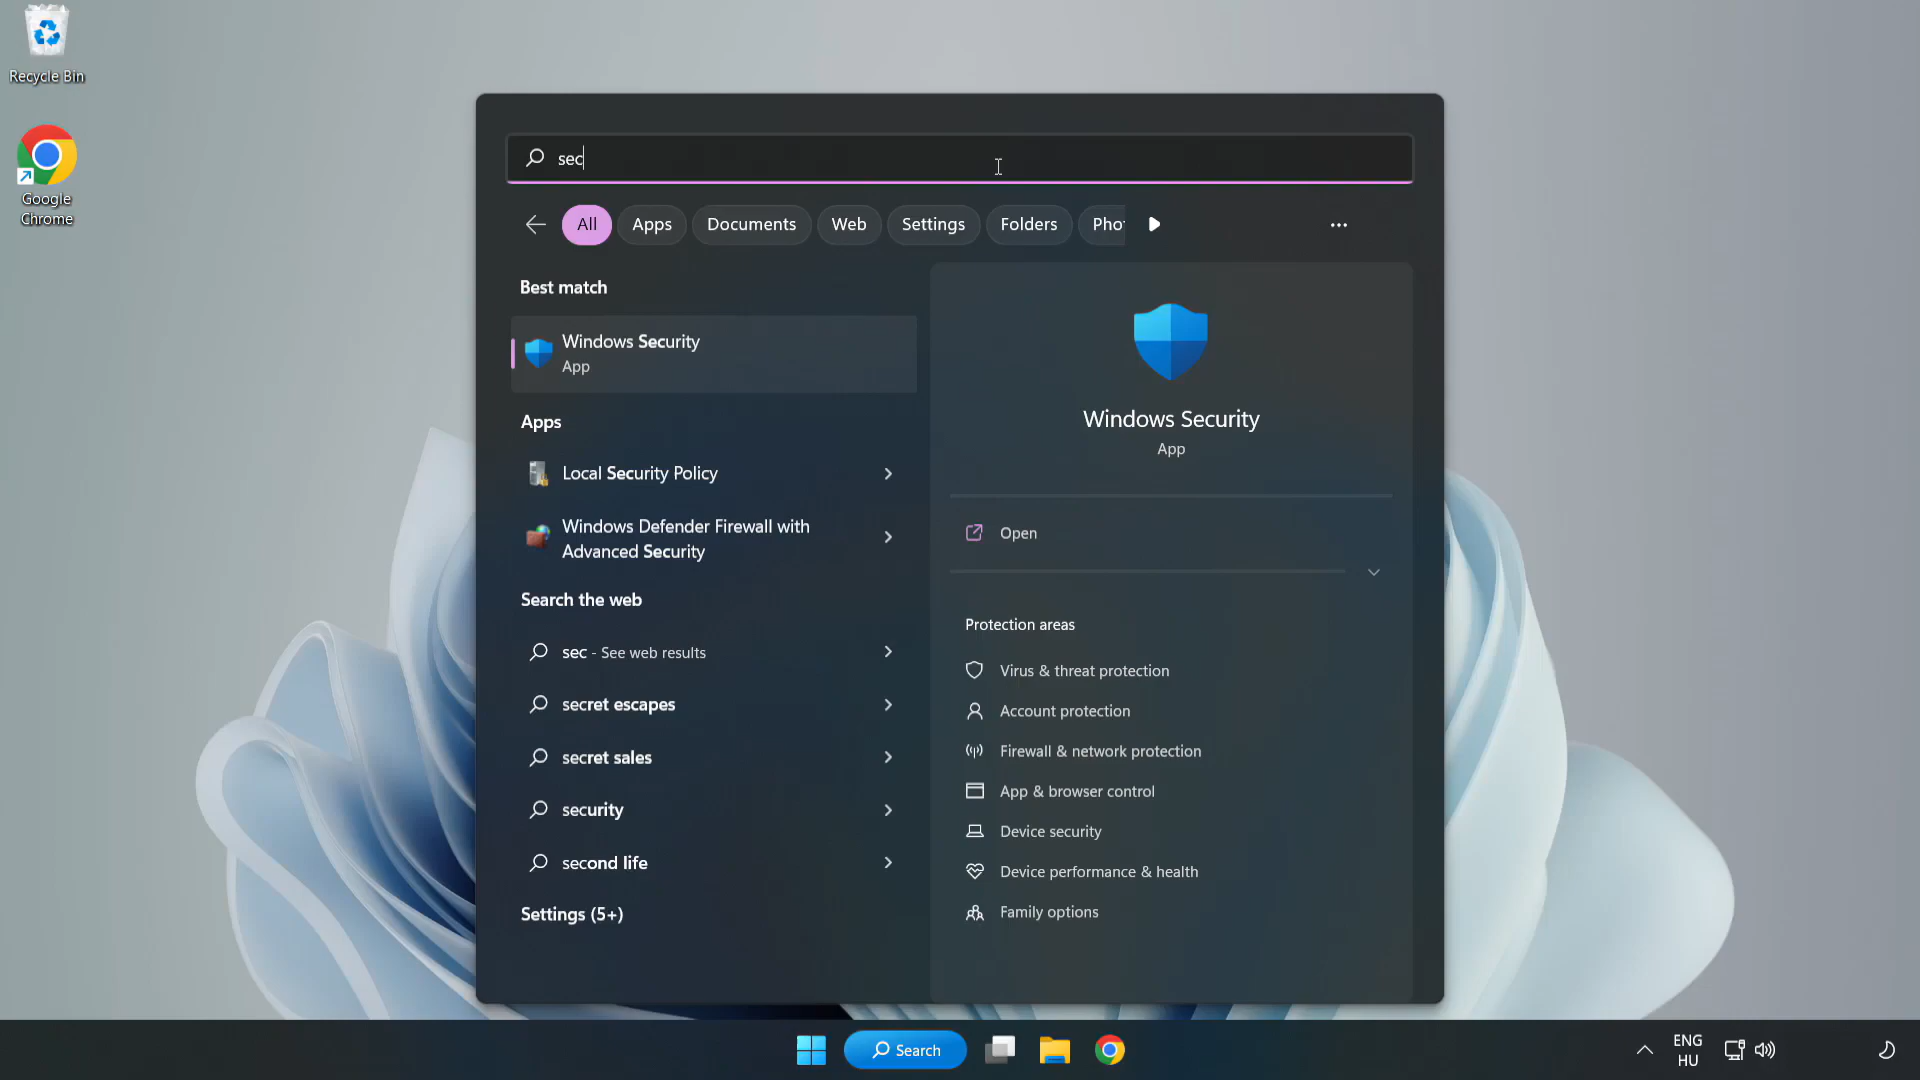 Recycle Bin
Google
Chrome
sec
All
Apps
Documents
Web
Settings
Folders
Best match
Windows Security
App
Apps
Local Security Policy
Windows Defender Firewall with
Advanced Security
Search the web
sec - See web results
secret escapes
secret sales
security
second life
Settings (5+)
Windows Security
App
Open
Protection areas
Virus & threat protection
Account protection
Firewall & network protection
App & browser control
Device security
Device performance & health
Family options
Search
ENG
HU